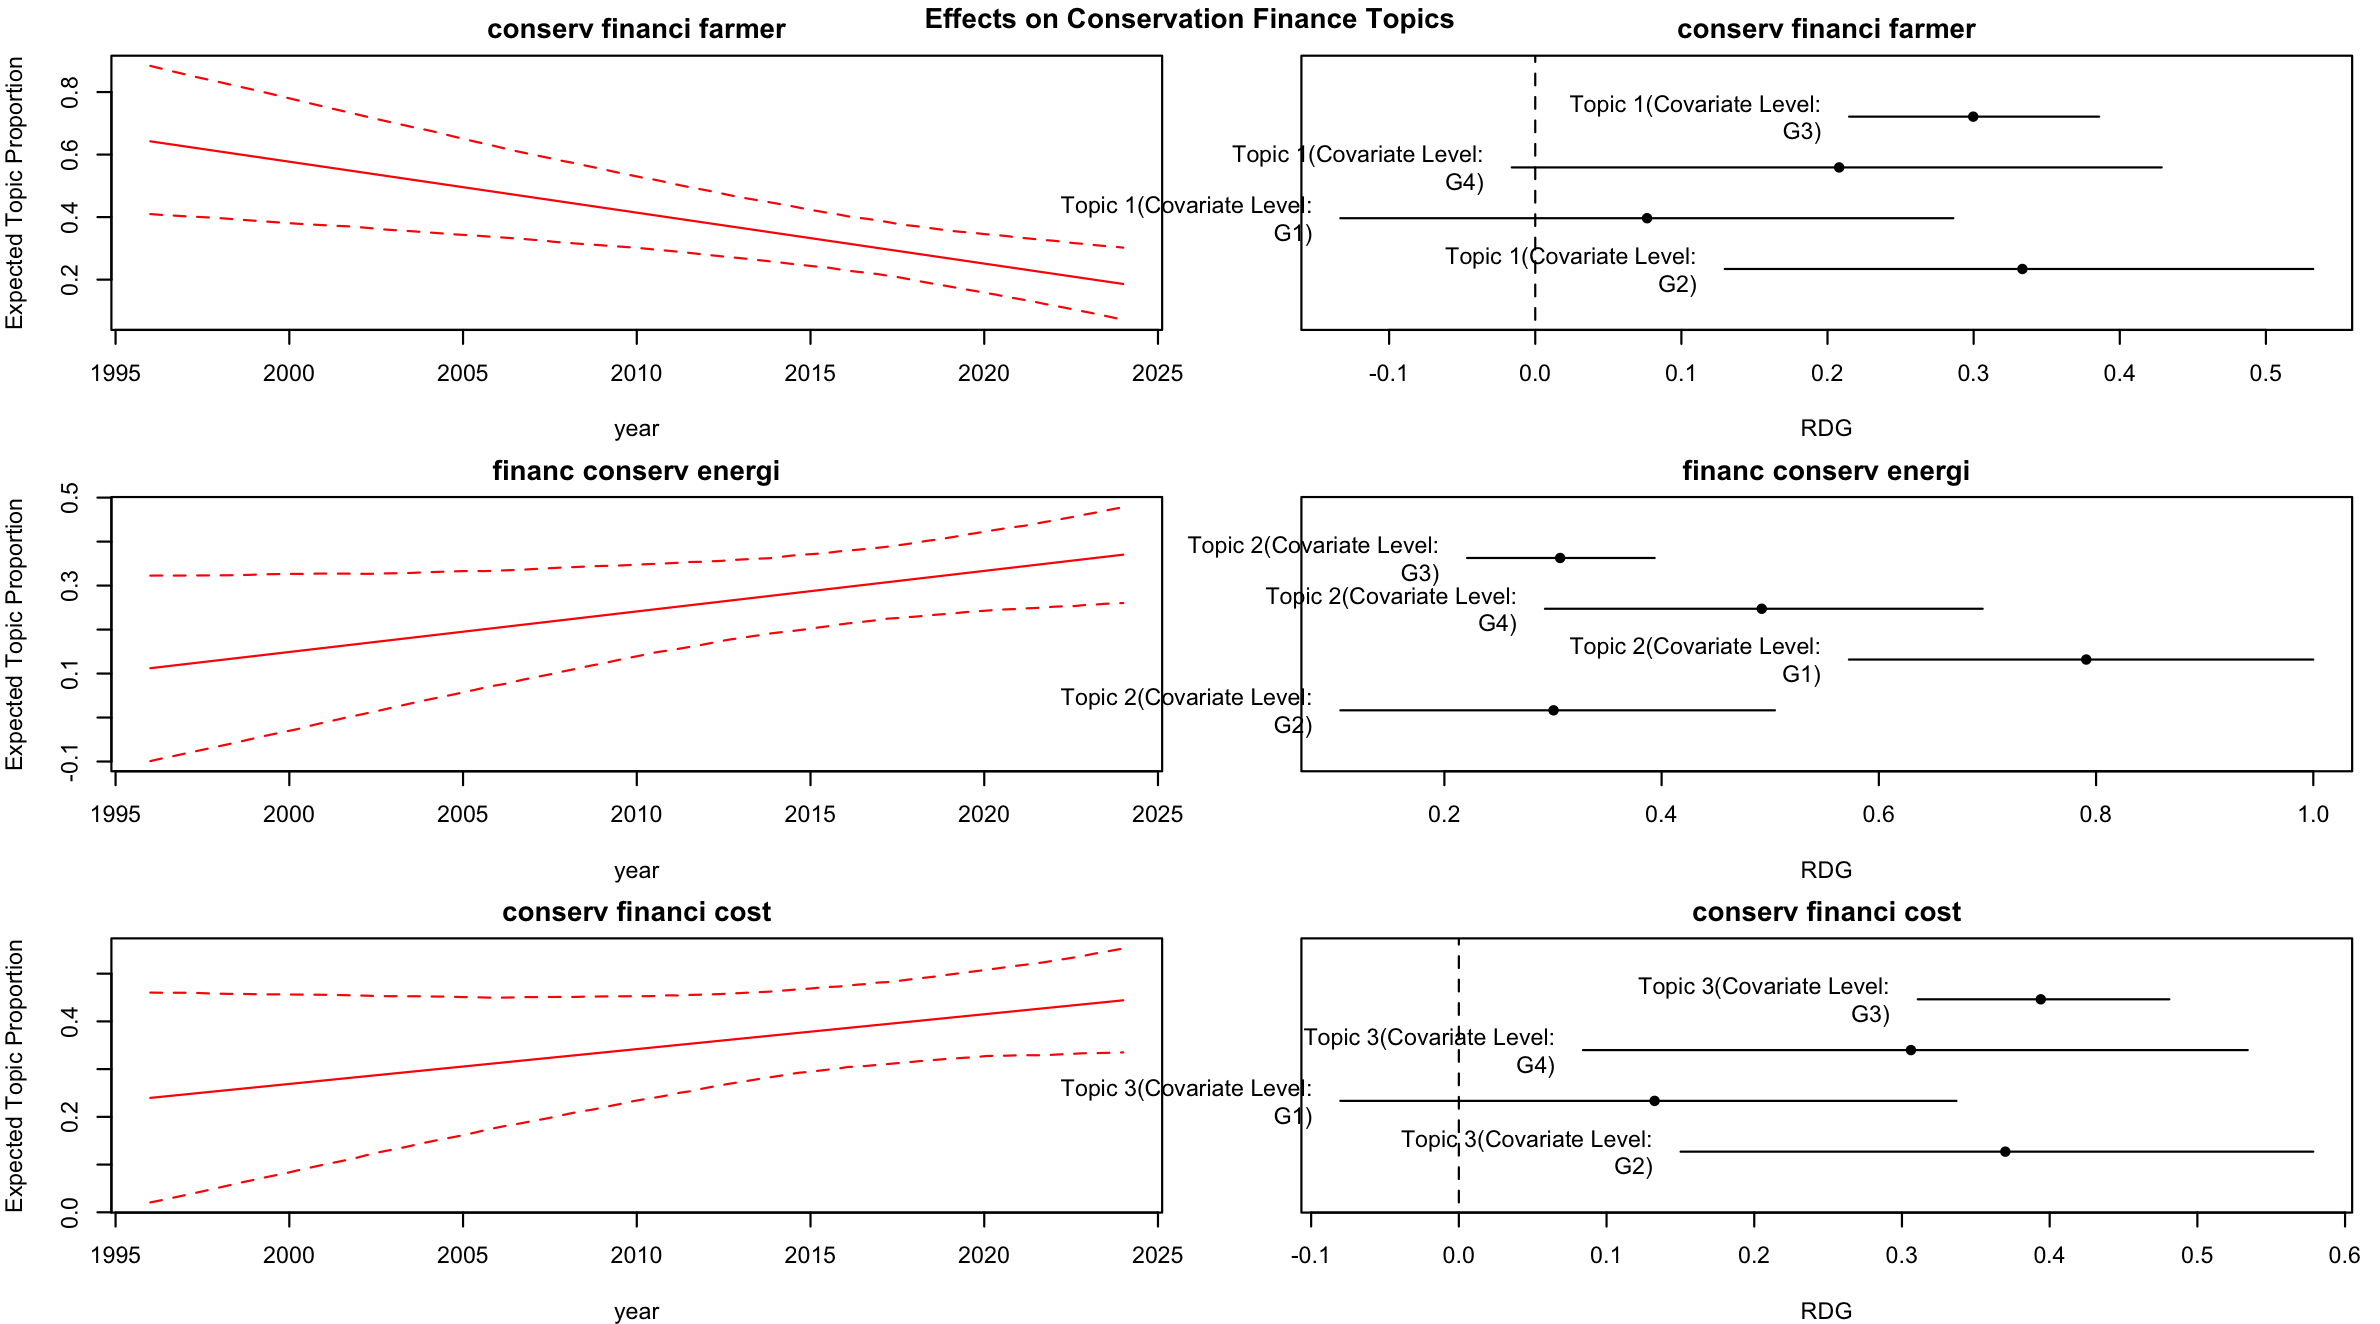 Effects on Conservation Finance Topics
conserv financi farmer
Expected Topic Proportion
0.8
0.6
0.4
0.2
1995 2000 2005 2010 2015 2020 2025
year
conserv financi farmer
Topic 1(Covariate Level:
G3)
Topic 1(Covariate Level:
G4)
Topic 1(Covariate Level:
G1)
Topic 1(Covariate Level:
G2)
-0.1 0.0 0.1 0.2 0.3 0.4 0.5
RDG
financ conserv energi
Expected Topic Proportion
0.5
0.3
0.1
-0.1
1995 2000 2005 2010 2015 2020 2025
year
financ conserv energi
Topic 2(Covariate Level:
G3)
Topic 2(Covariate Level:
G4)
Topic 2(Covariate Level:
G1)
Topic 2(Covariate Level:
G2)
0.2 0.4 0.6 0.8 1.0
RDG
conserv financi cost
Expected Topic Proportion
0.4
0.2
0.0
1995 2000 2005 2010 2015 2020 2025
year
conserv financi cost
Topic 3(Covariate Level:
G3)
Topic 3(Covariate Level:
G4)
Topic 3(Covariate Level:
G1)
Topic 3(Covariate Level:
G2)
-0.1 0.0 0.1 0.2 0.3 0.4 0.5 0.6
RDG